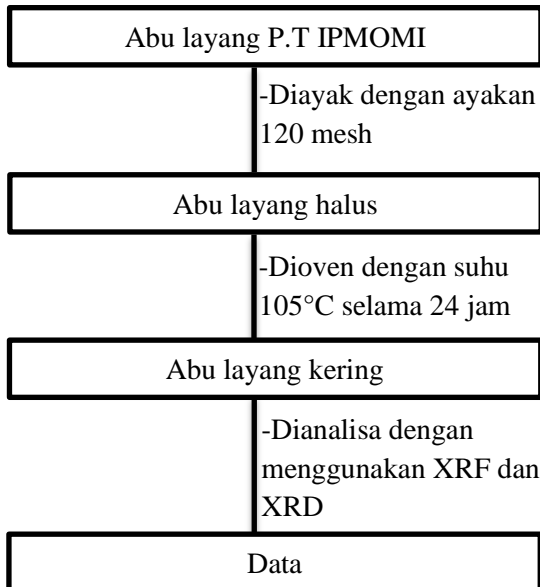 Abu layang P.T IPMOMI
-Diayak dengan ayakan
120 mesh
Abu layang halus
-Dioven dengan suhu
105°C selama 24 jam
Abu layang kering
-Dianalisa dengan
menggunakan XRF dan
XRD
Data